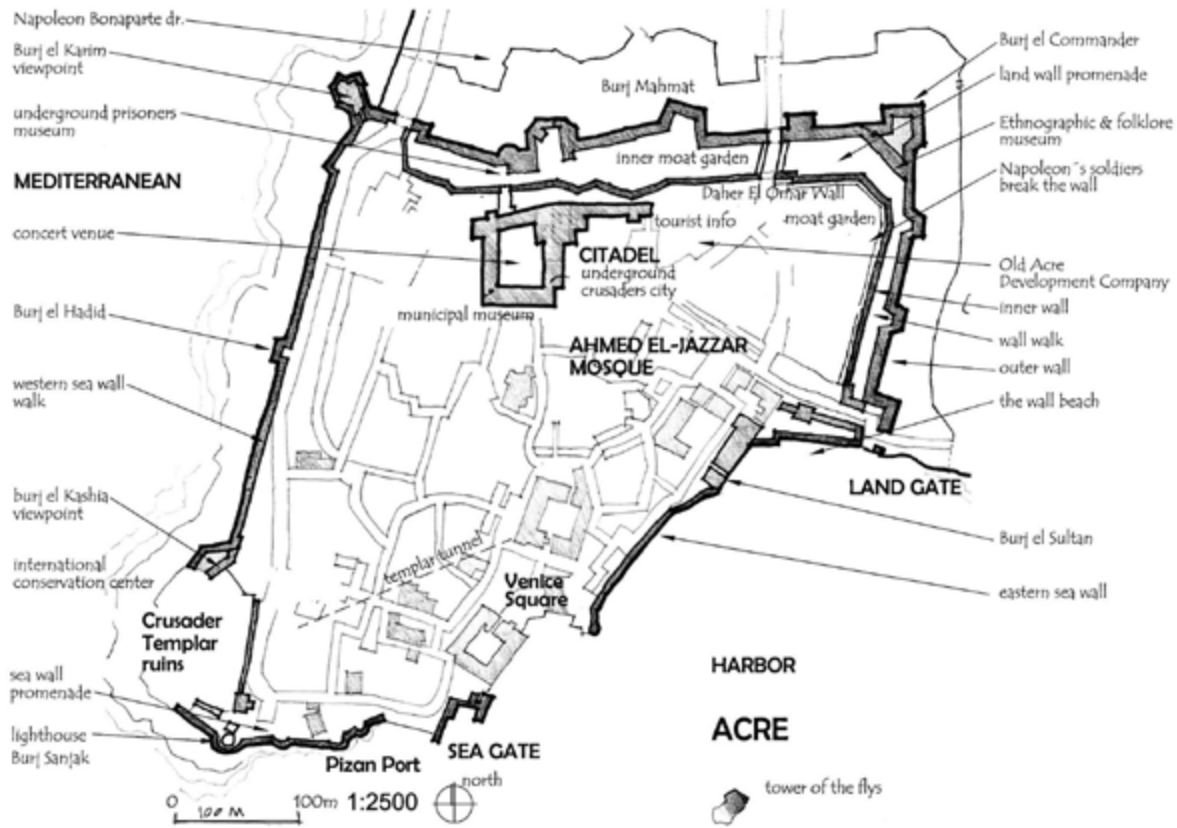 Napoleon Bonaparte dr.
Burj el Karim
viewpoint
underground prisoners
museum
MEDITERRANEAN
concert venue
Burj el Hadid
western sea wall
walk
burj el Kashia
viewpoint
international
conservation center
Crusader
Templar
ruins
sea wall
promenade
lighthouse
Burj Sanjak
Burj Mahmat
inner moat garden
Daher El Omar Wall
tourist info
moat garden
CITADEL
underground
crusaders city
municipal museum
AHMED EL-JAZZAR
MOSQUE
templar tunnel
Venice
Square
Burj el Commander
land wall promenade
Ethnographic & folklore
museum
Napoleon´s soldiers
break the wall
Old Acre
Development Company
inner wall
wall walk
outer wall
the wall beach
LAND GATE
Burj el Sultan
eastern sea wall
HARBOR
ACRE
SEA GATE
Pizan Port
north
0 100m 1:2500
100 M
tower of the flys